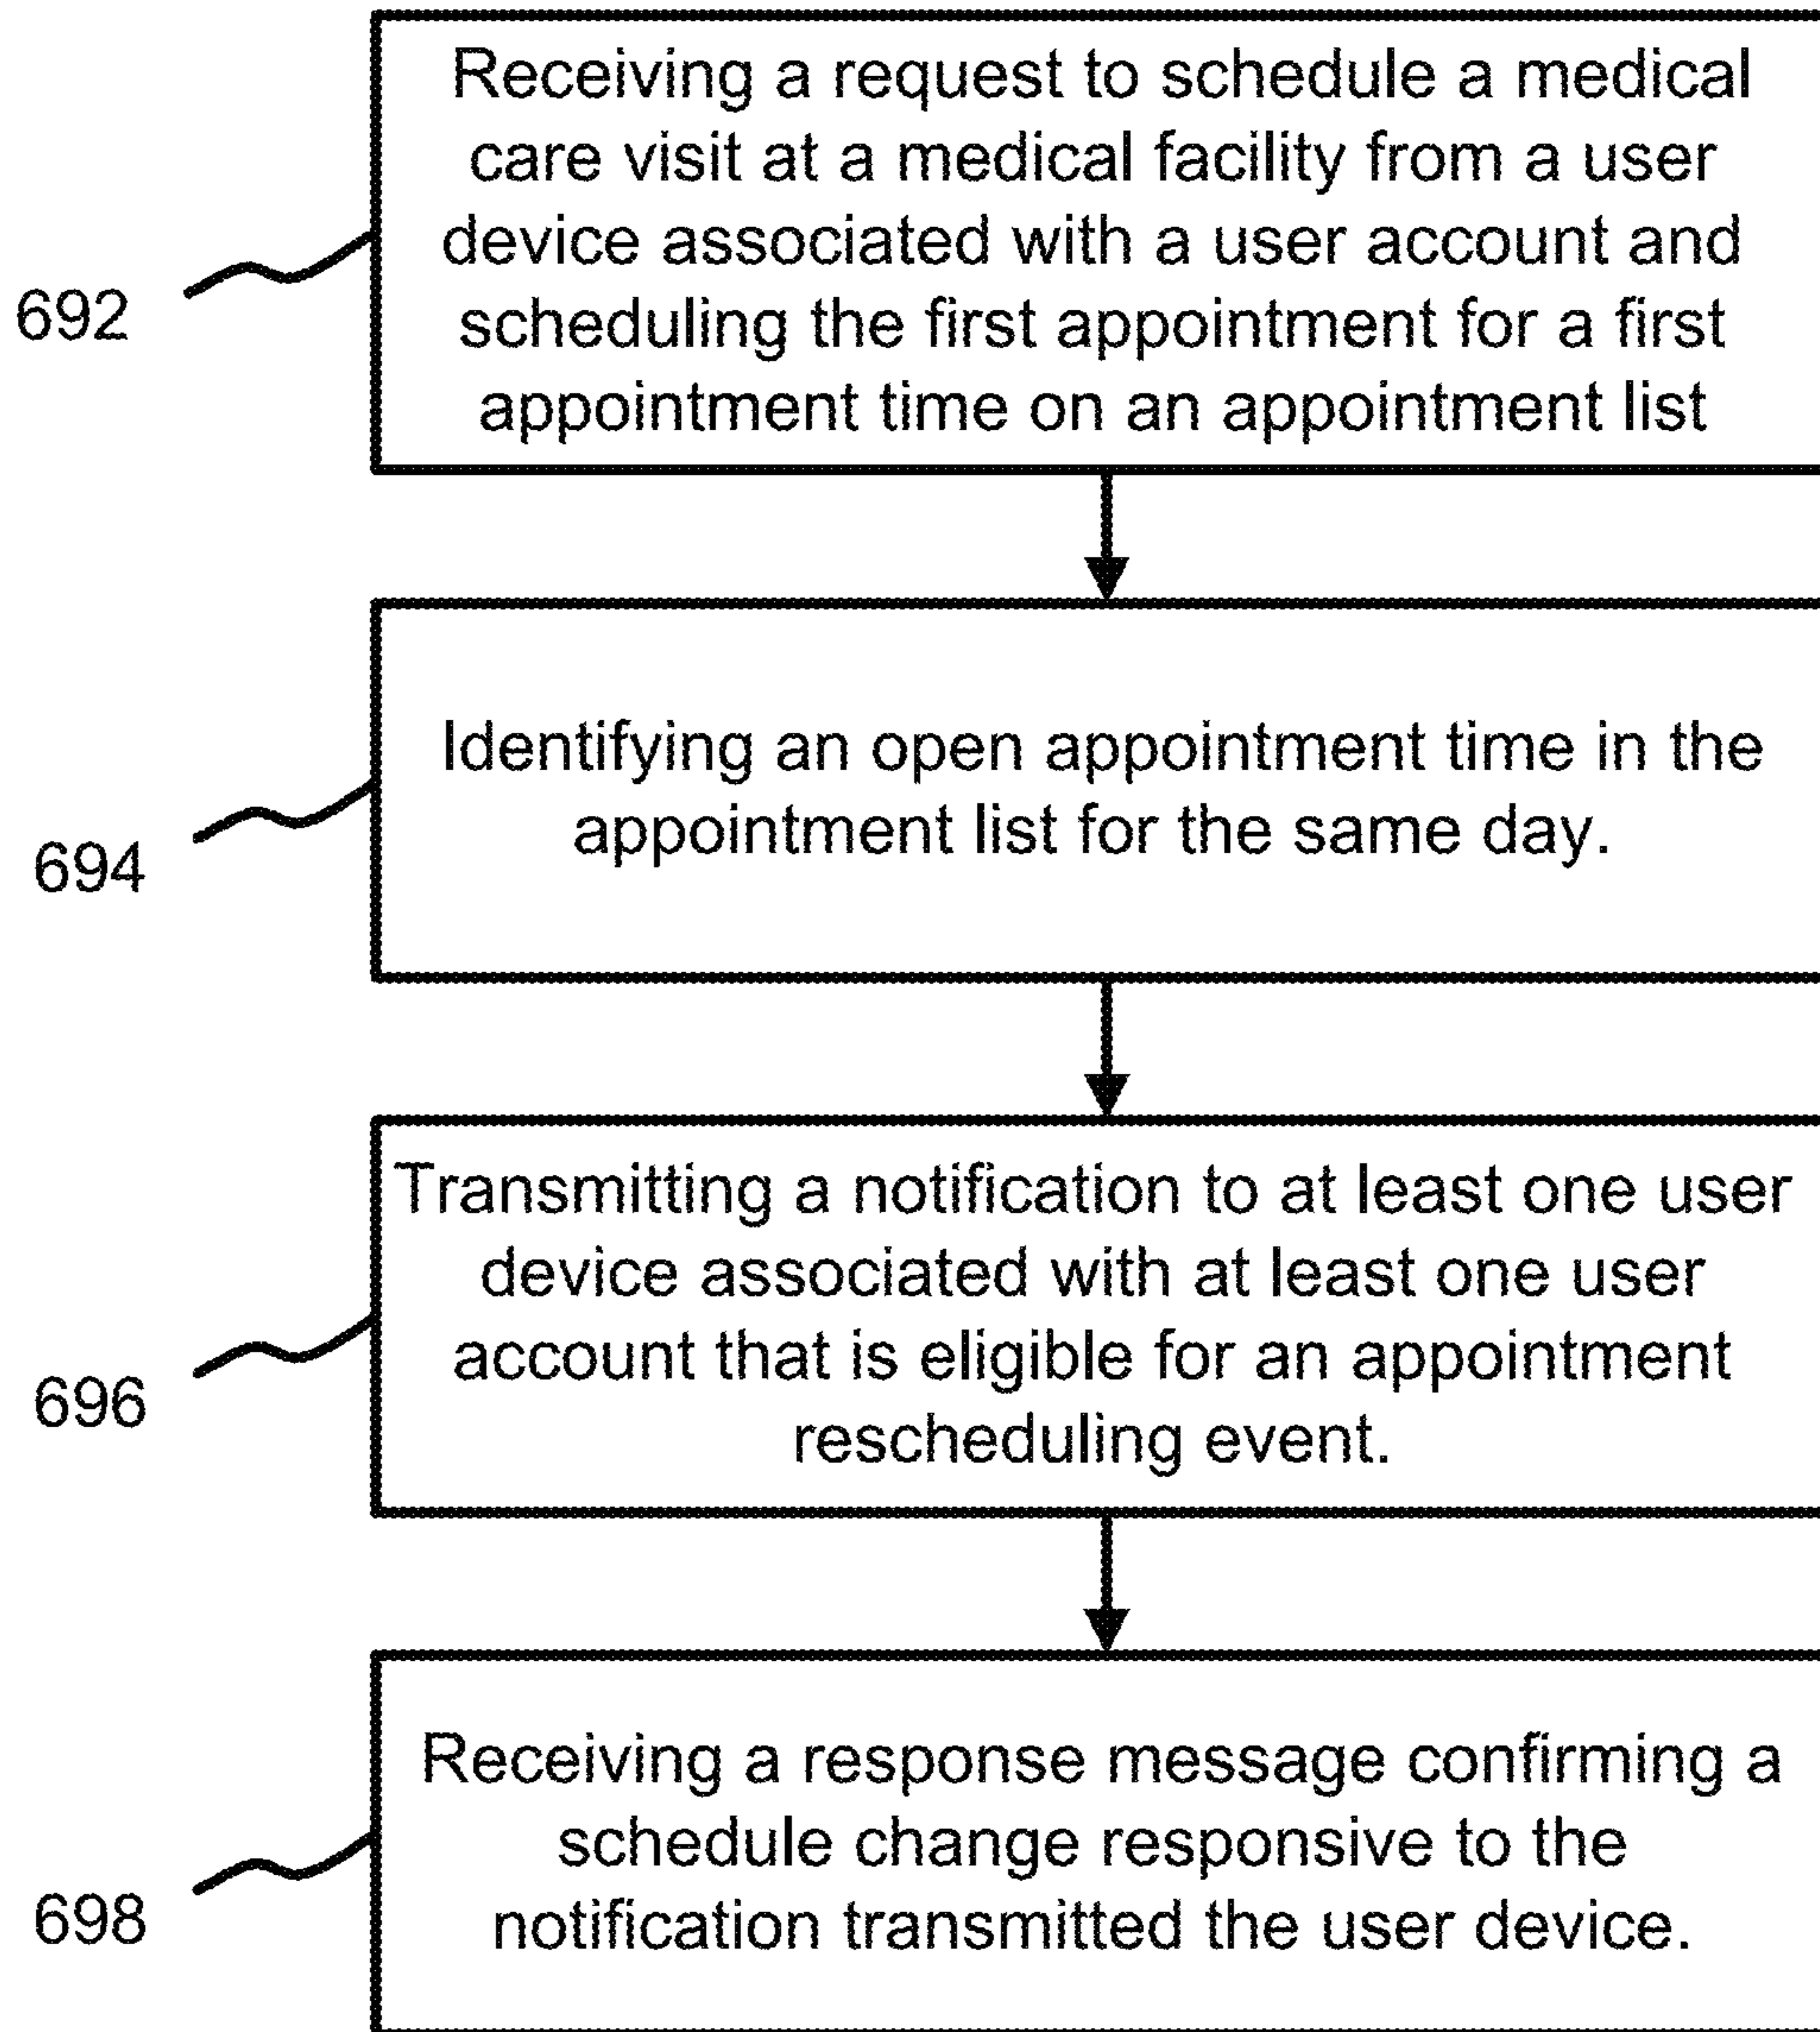 Receiving a request to schedule a medical
care visit at a medical facility from a user
device associated with a user account and
scheduling the first appointment for a first
appointment time on an appointment list
692
Identifying an open appointment time in the
appointment list for the same day.
694
Transmitting a notification to at least one user
device associated with at least one user
account that is eligible for an appointment
rescheduling event.
696
Receiving a response message confirming a
schedule change responsive to the
notification transmitted the user device.
698